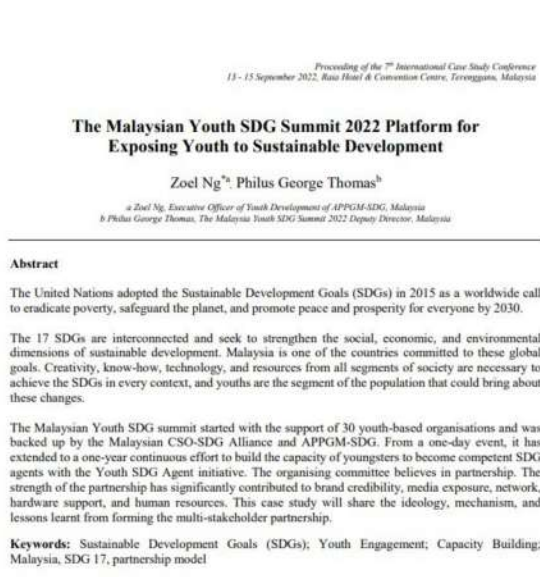 Proceeding of the 7th International Case Study Conference
13 - 15 September 2022, Raia Hotel & Convention Centre, Terengganu, Malaysia
The Malaysian Youth SDG Summit 2022 Platform for
Exposing Youth to Sustainable Development
Zoel Ng*a, Philus George Thomasb
a Zoel Ng, Executive Officer of Youth Development of APPGM-SDG, Malaysia
b Philus George Thomas, The Malaysia Youth SDG Summit 2022 Deputy Director, Malaysia
Abstract
The United Nations adopted the Sustainable Development Goals (SDGs) in 2015 as a worldwide call
to eradicate poverty, safeguard the planet, and promote peace and prosperity for everyone by 2030.
The 17 SDGs are interconnected and seek to strengthen the social, economic, and environmental
dimensions of sustainable development. Malaysia is one of the countries committed to these global
goals. Creativity, know-how, technology, and resources from all segments of society are necessary to
achieve the SDGs in every context, and youths are the segment of the population that could bring about
these changes.
The Malaysian Youth SDG summit started with the support of 30 youth-based organisations and was
backed up by the Malaysian CSO-SDG Alliance and APPGM-SDG. From a one-day event, it has
extended to a one-year continuous effort to build the capacity of youngsters to become competent SDG
agents with the Youth SDG Agent initiative. The organising committee believes in partnership. The
strength of the partnership has significantly contributed to brand credibility, media exposure, network,
hardware support, and human resources. This case study will share the ideology, mechanism, and
lessons learnt from forming the multi-stakeholder partnership.
Keywords: Sustainable Development Goals (SDGs); Youth Engagement; Capacity Building;
Malaysia, SDG 17, partnership model